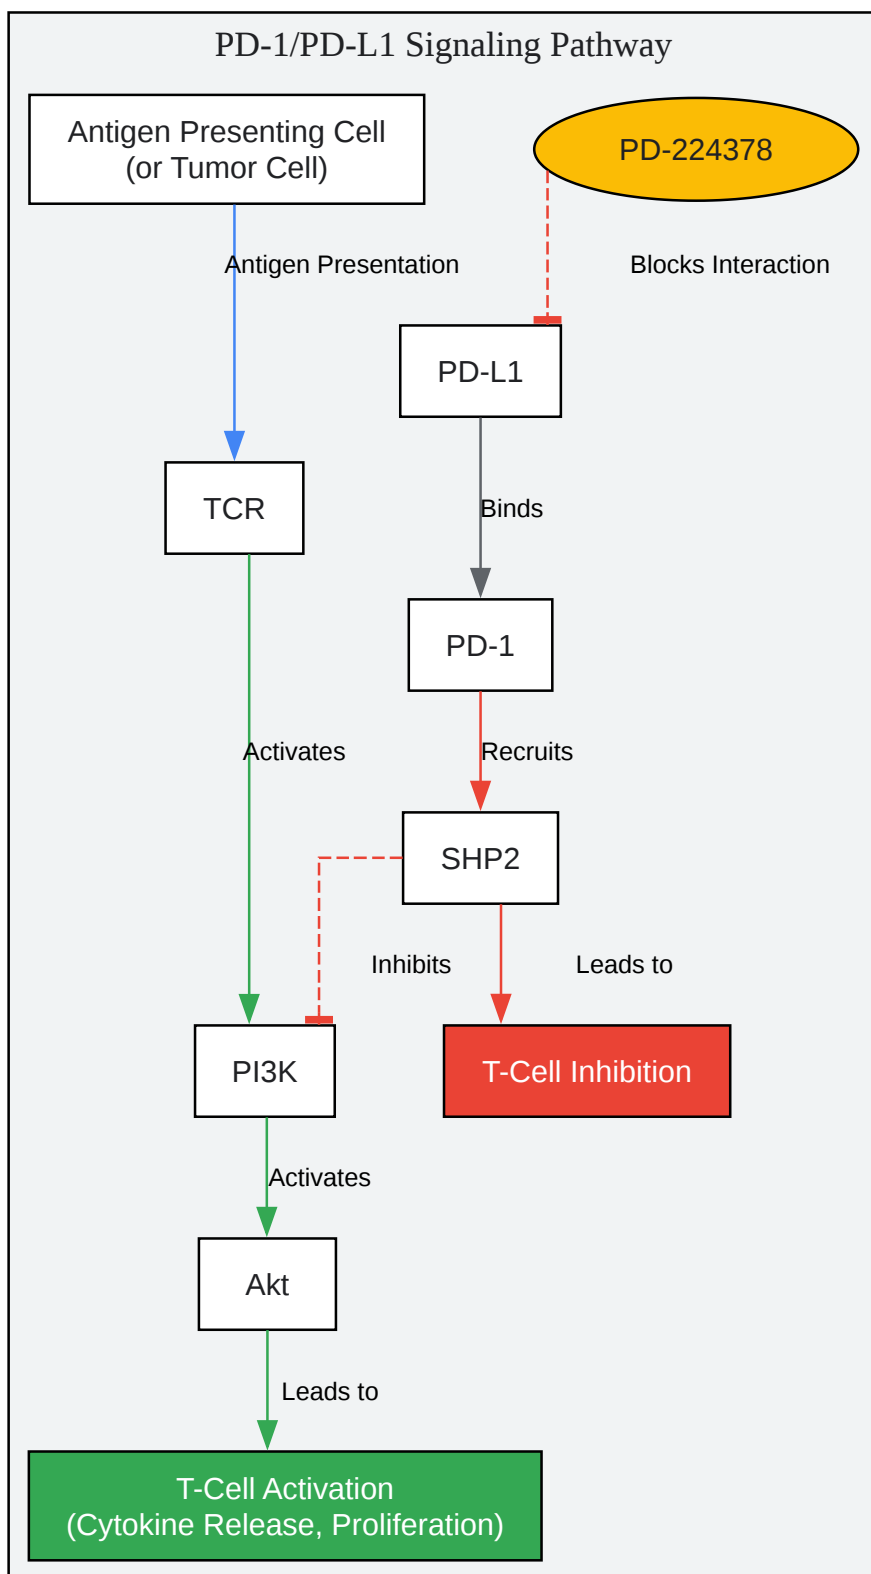 PD-1/PD-L1 Signaling Pathway
Antigen Presenting Cell
(or Tumor Cell)
PD-224378
Antigen Presentation
Blocks Interaction
PD-L1
TCR
Binds
PD-1
Activates
Recruits
SHP2
Inhibits
Leads to
PI3K
T-Cell Inhibition
Activates
Akt
Leads to
T-Cell Activation
(Cytokine Release, Proliferation)